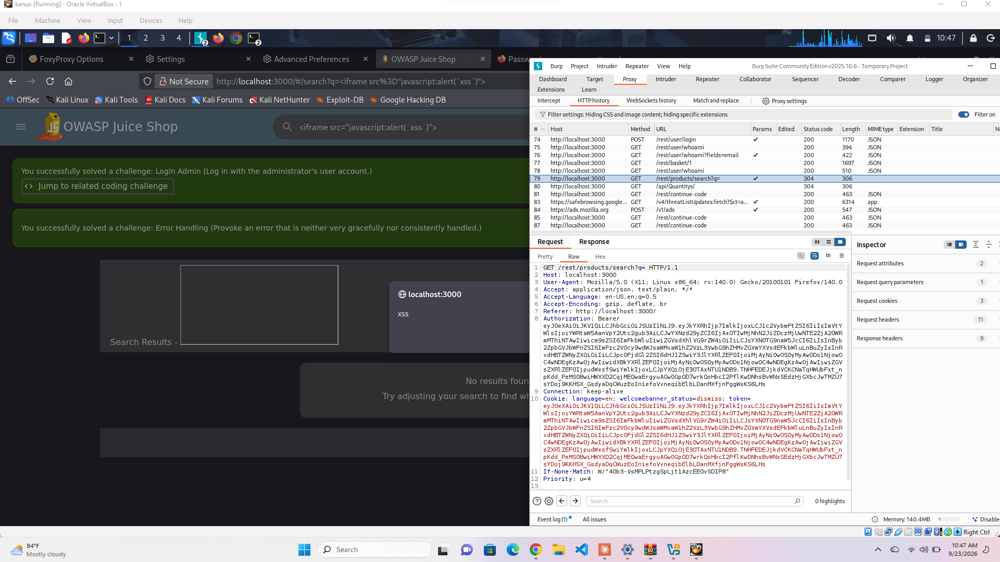 kanux [Running] - Oracle VirtualBox : 1
File Machine View Input Devices Help
1 2 3 4 2 2 10:47
FoxyProxy Options
Settings
Advanced Preferences
OWASP Juice Shop
Passw
Not Secure http://localhost:3000/#/search?q=<iframe src%3D"javascript:alert(`xss`)">
OffSec Kali Linux Kali Tools Kali Docs Kali Forums Kali NetHunter Exploit-DB Google Hacking DB
OWASP Juice Shop
<iframe src="javascript:alert(`xss`)">
You successfully solved a challenge: Login Admin (Log in with the administrator's user account.)
<> Jump to related coding challenge
You successfully solved a challenge: Error Handling (Provoke an error that is neither very gracefully nor consistently handled.)
localhost:3000
xss
Search Results -
No results foun
Try adjusting your search to find wh
Burp Project Intruder Repeater View Help Burp Suite Community Edition v2025.10.6 - Temporary Project
Dashboard Target Proxy Intruder Repeater Collaborator Sequencer Decoder Comparer Logger Organizer
Extensions Learn
Intercept HTTP history WebSockets history Match and replace Proxy settings
Filter settings: Hiding CSS and image content; hiding specific extensions Filter on
# Host Method URL Params Edited Status code Length MIME type Extension Title N
74 http://localhost:3000 POST /rest/user/login ✓ 200 1170 JSON
75 http://localhost:3000 GET /rest/user/whoami 200 394 JSON
76 http://localhost:3000 GET /rest/user/whoami?fields=email ✓ 200 422 JSON
77 http://localhost:3000 GET /rest/basket/1 200 1697 JSON
78 http://localhost:3000 GET /rest/user/whoami 200 510 JSON
79 http://localhost:3000 GET /rest/products/search?q= ✓ 304 306
80 http://localhost:3000 GET /api/Quantitys/ 304 306
81 http://localhost:3000 GET /rest/continue-code 200 463 JSON
83 https://safebrowsing.google... GET /v4/threatListUpdates:fetch?$ct=a... ✓ 200 6314 app
84 https://ads.mozilla.org POST /v1/ads ✓ 200 547 JSON
85 http://localhost:3000 GET /rest/continue-code 200 463 JSON
87 http://localhost:3000 GET /rest/continue-code 200 463 JSON
Request Response
Pretty Raw Hex \n
1 GET /rest/products/search?q= HTTP/1.1
2 Host: localhost:3000
3 User-Agent: Mozilla/5.0 (X11; Linux x86_64; rv:140.0) Gecko/20100101 Firefox/140.0
4 Accept: application/json, text/plain, */*
5 Accept-Language: en-US,en;q=0.5
6 Accept-Encoding: gzip, deflate, br
7 Referer: http://localhost:3000/
8 Authorization: Bearer
9 Connection: keep-alive
10 Cookie: language=en; welcomebanner_status=dismiss; token=
11 If-None-Match: W/"40b3-VsMPLPtzgSpLjt1AzcEE0vSDIP8"
12 Priority: u=4
13
Search 0 highlights
Inspector
Request attributes 2
Request query parameters 1
Request cookies 3
Request headers 11
Response headers 9
Event log (1) All issues Memory: 140.4MB Disable
Right Ctrl
84°F
Mostly cloudy
Search
10:47 AM
9/23/2026